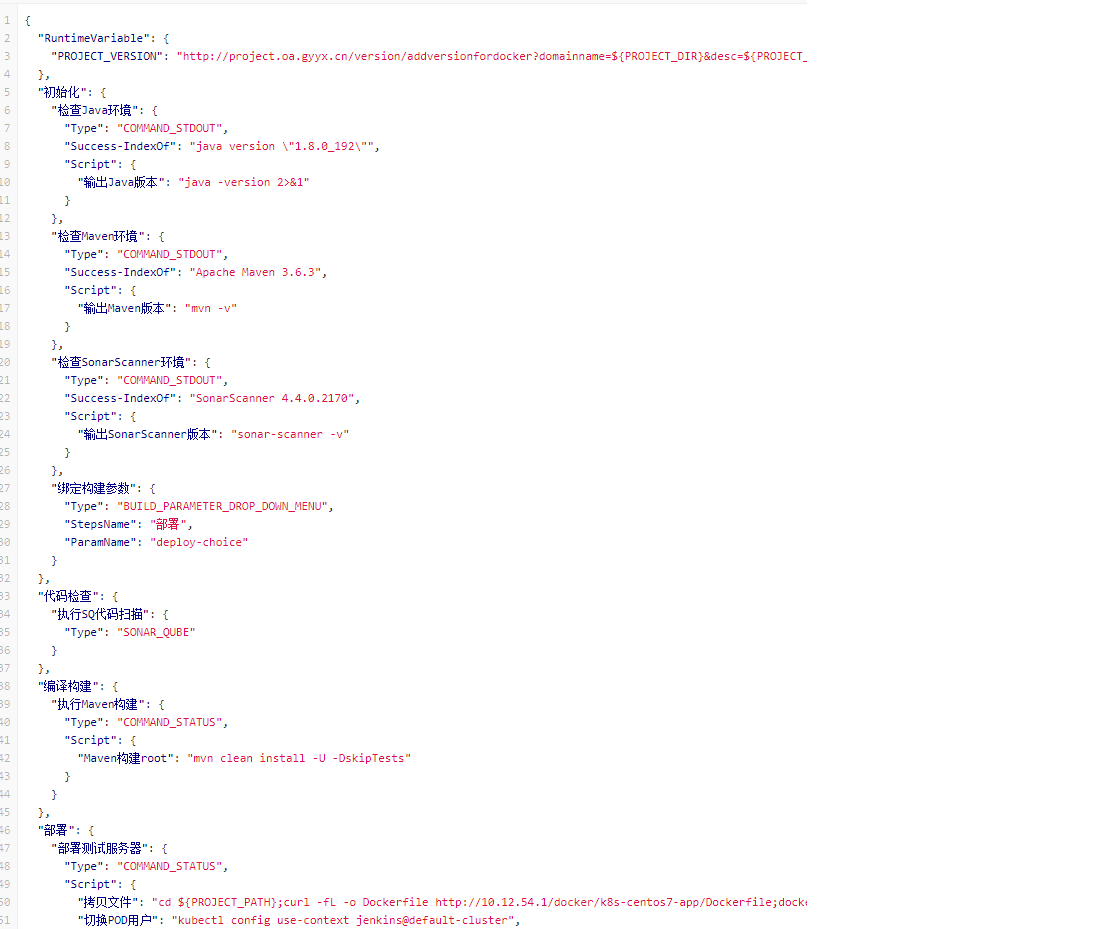 1 {
2 "RuntimeVariable": {
3 "PROJECT_VERSION": "http://project.oa.gyyx.cn/version/addversionfordocker?domainname=${PROJECT_DIR}&desc=${PROJECT_
4 },
5 "初始化": {
6 "检查Java环境": {
7 "Type": "COMMAND_STDOUT",
8 "Success-IndexOf": "java version \"1.8.0_192\"",
9 "Script": {
10 "输出Java版本": "java -version 2>&1"
11 }
12 },
13 "检查Maven环境": {
14 "Type": "COMMAND_STDOUT",
15 "Success-IndexOf": "Apache Maven 3.6.3",
16 "Script": {
17 "输出Maven版本": "mvn -v"
18 }
19 },
20 "检查SonarScanner环境": {
21 "Type": "COMMAND_STDOUT",
22 "Success-IndexOf": "SonarScanner 4.4.0.2170",
23 "Script": {
24 "输出SonarScanner版本": "sonar-scanner -v"
25 }
26 },
27 "绑定构建参数": {
28 "Type": "BUILD_PARAMETER_DROP_DOWN_MENU",
29 "StepsName": "部署",
30 "ParamName": "deploy-choice"
31 }
32 },
33 "代码检查": {
34 "执行SQ代码扫描": {
35 "Type": "SONAR_QUBE"
36 }
37 },
38 "编译构建": {
39 "执行Maven构建": {
40 "Type": "COMMAND_STATUS",
41 "Script": {
42 "Maven构建root": "mvn clean install -U -DskipTests"
43 }
44 }
45 },
46 "部署": {
47 "部署测试服务器": {
48 "Type": "COMMAND_STATUS",
49 "Script": {
50 "拷贝文件": "cd ${PROJECT_PATH};curl -fL -o Dockerfile http://10.12.54.1/docker/k8s-centos7-app/Dockerfile;docke
51 "切换POD用户": "kubectl config use-context jenkins@default-cluster",